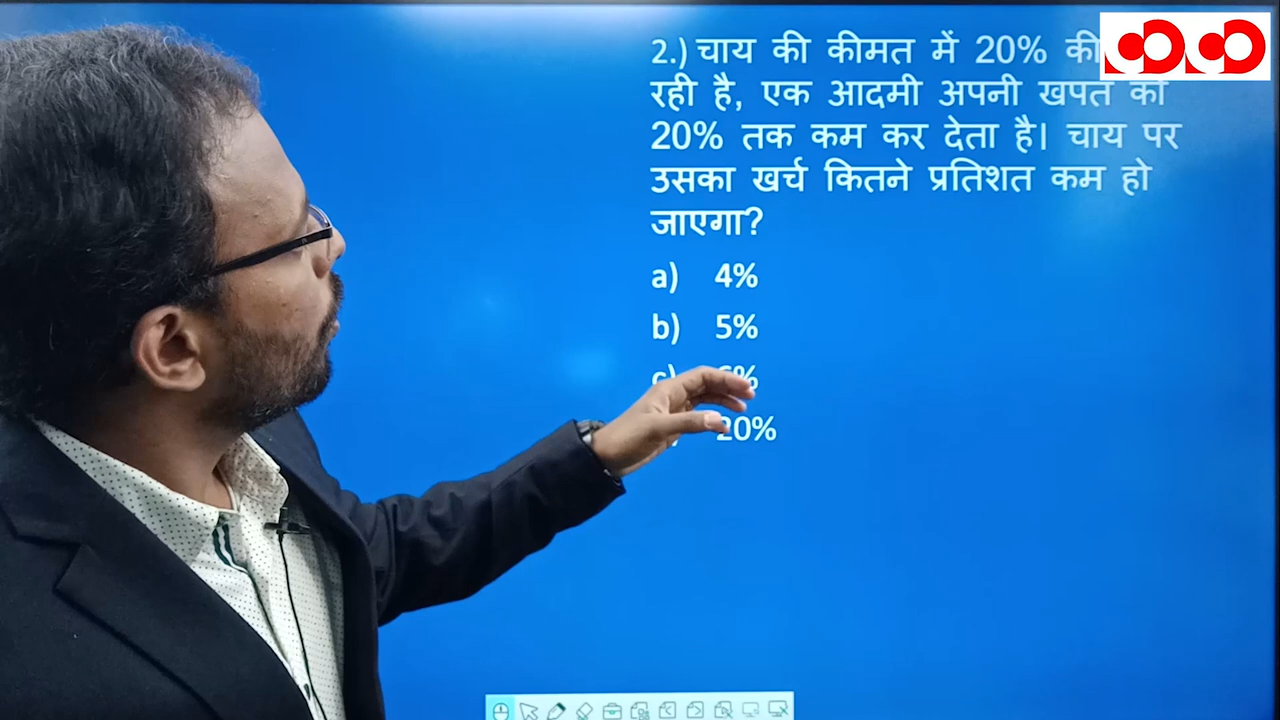 2.) चाय की कीमत में 20% की
रही है, एक आदमी अपनी खपत को
20% तक कम कर देता है। चाय पर
उसका खर्च कितने प्रतिशत कम हो
जाएगा?
a) 4%
b) 5%
c) 6%
20%